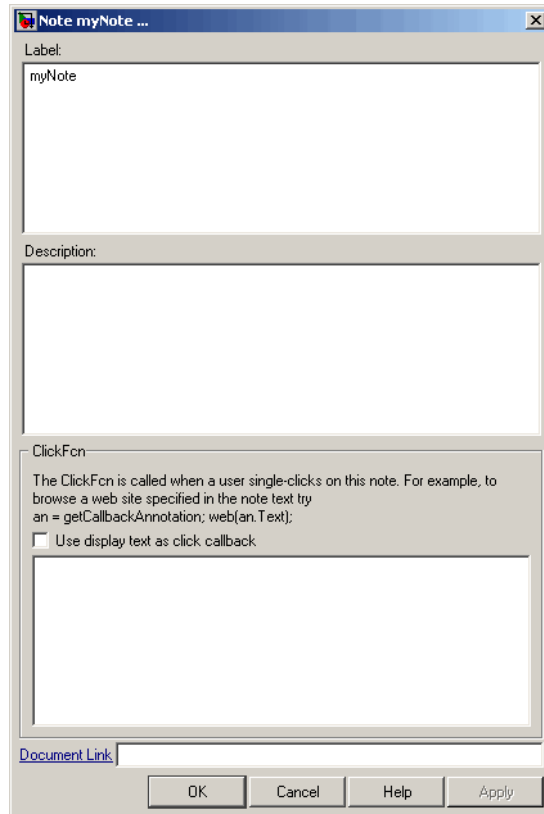 Note myNote ...
Label:
myNote
Description:
ClickFcn
The ClickFcn is called when a user single-clicks on this note. For example, to
browse a web site specified in the note text try
an = getCallbackAnnotation; web(an.Text);
Use display text as click callback
Document Link
OK Cancel Help Apply